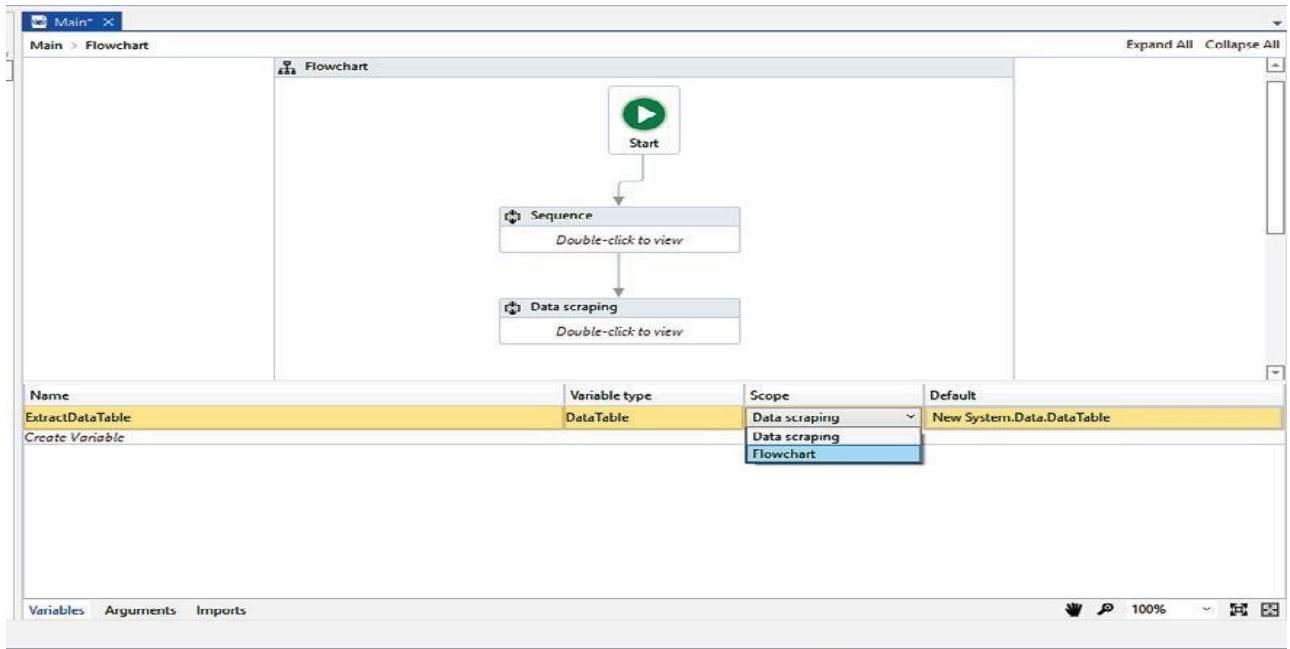 Main* ×
Main > Flowchart Expand All Collapse All
Flowchart
Start
Sequence
Double-click to view
Data scraping
Double-click to view
Name Variable type Scope Default
ExtractDataTable DataTable Data scraping New System.Data.DataTable
Create Variable Data scraping
Flowchart
Variables Arguments Imports 100%